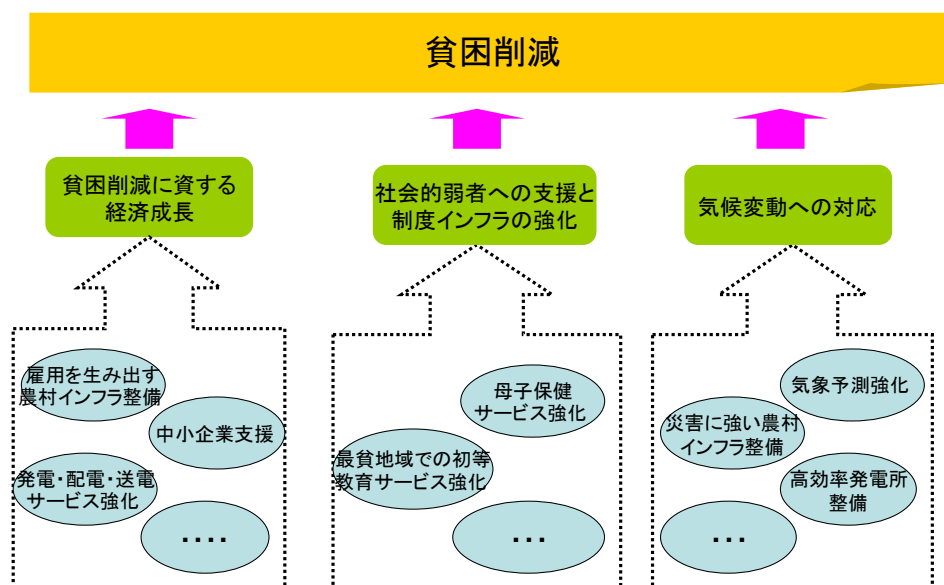 貧困削減
貧困削減に資する
経済成長
社会的弱者への支援と
制度インフラの強化
気候変動への対応
雇用を生み出す
農村インフラ整備
中小企業支援
発電・配電・送電
サービス強化
・・・・
母子保健
サービス強化
最貧地域での初等
教育サービス強化
・・・
気象予測強化
災害に強い農村
インフラ整備
高効率発電所
整備
・・・